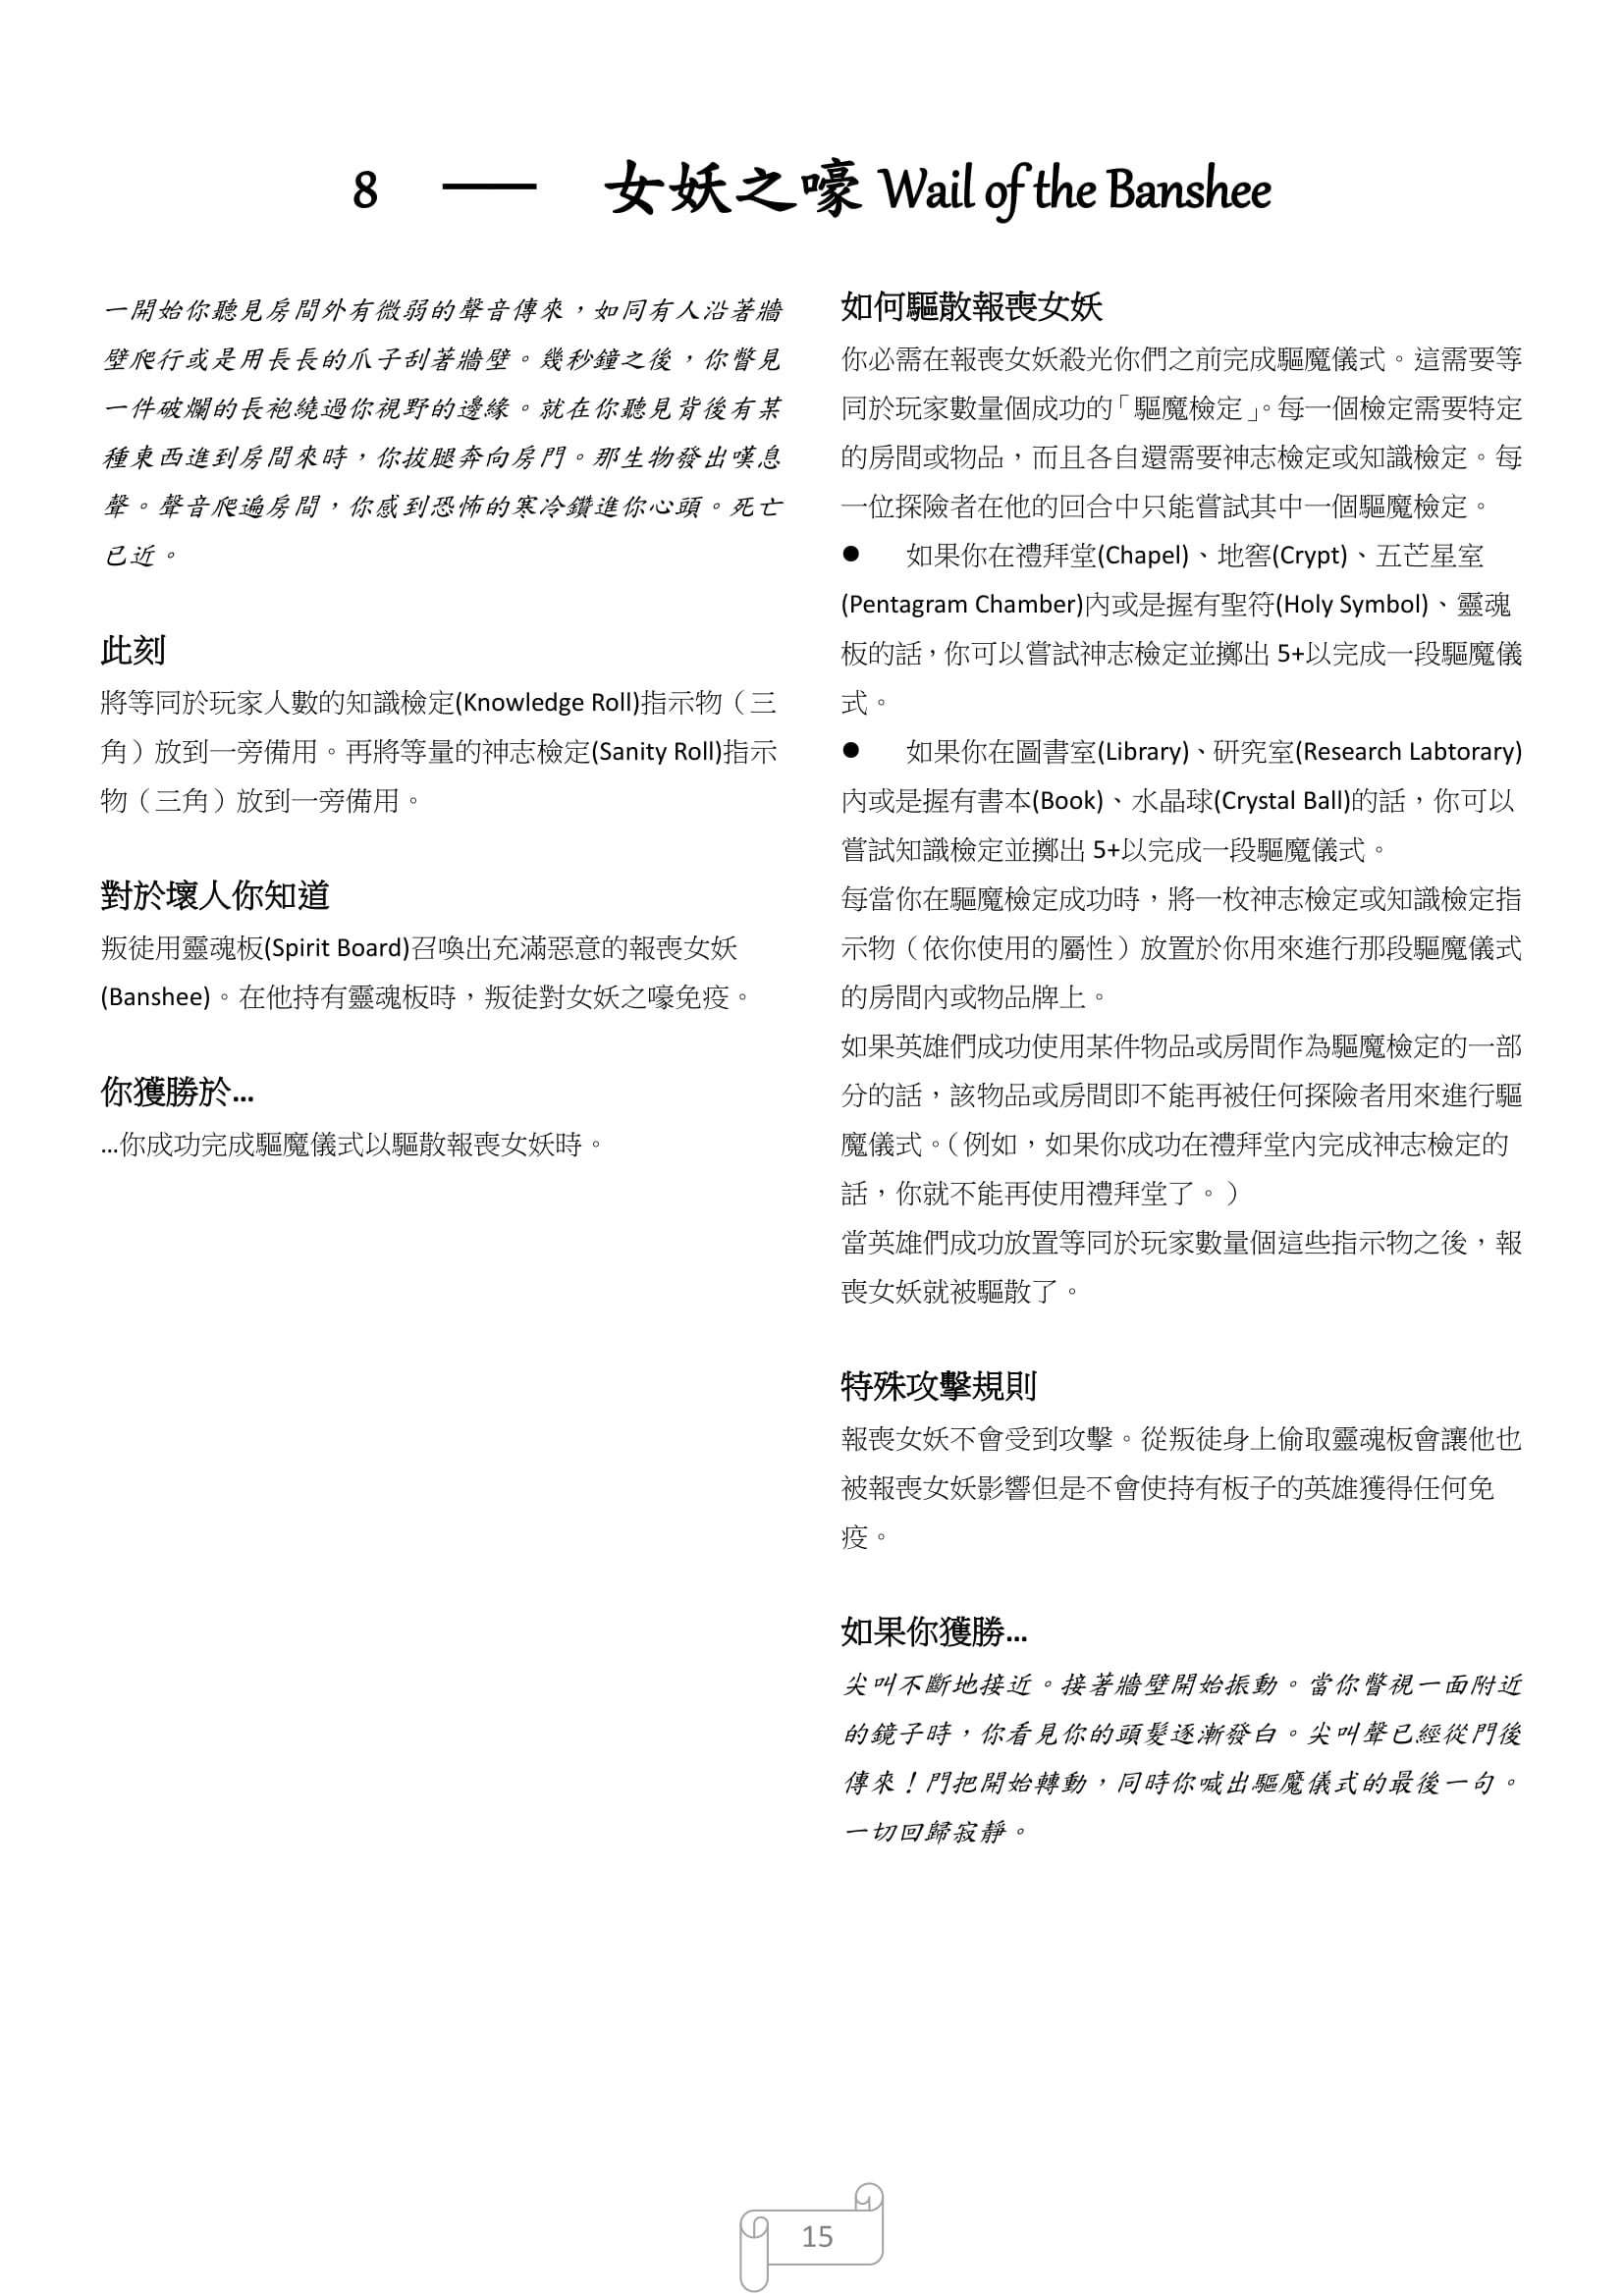 8 — 女妖之嚎 Wail of the Banshee
一開始你聽見房間外有微弱的聲音傳來，如同有人沿著牆
壁爬行或是用長長的爪子刮著牆壁。幾秒鐘之後，你瞥見
一件破爛的長袍繞過你視野的邊緣。就在你聽見背後有某
種東西進到房間來時，你拔腿奔向房門。那生物發出嘆息
聲。聲音爬遍房間，你感到恐怖的寒冷鑽進你心頭。死亡
已近。
此刻
將等同於玩家人數的知識檢定(Knowledge Roll)指示物（三
角）放到一旁備用。再將等量的神志檢定(Sanity Roll)指示
物（三角）放到一旁備用。
對於壞人你知道
叛徒用靈魂板(Spirit Board)召喚出充滿惡意的報喪女妖
(Banshee)。在他持有靈魂板時，叛徒對女妖之嚎免疫。
你獲勝於...
...你成功完成驅魔儀式以驅散報喪女妖時。
如何驅散報喪女妖
你必需在報喪女妖殺光你們之前完成驅魔儀式。這需要等
同於玩家數量個成功的「驅魔檢定」。每一個檢定需要特定
的房間或物品，而且各自還需要神志檢定或知識檢定。每
一位探險者在他的回合中只能嘗試其中一個驅魔檢定。
● 如果你在禮拜堂(Chapel)、地窖(Crypt)、五芒星室
(Pentagram Chamber)內或是握有聖符(Holy Symbol)、靈魂
板的話，你可以嘗試神志檢定並擲出 5+以完成一段驅魔儀
式。
● 如果你在圖書室(Library)、研究室(Research Labtorary)
內或是握有書本(Book)、水晶球(Crystal Ball)的話，你可以
嘗試知識檢定並擲出 5+以完成一段驅魔儀式。
每當你在驅魔檢定成功時，將一枚神志檢定或知識檢定指
示物（依你使用的屬性）放置於你用來進行那段驅魔儀式
的房間內或物品牌上。
如果英雄們成功使用某件物品或房間作為驅魔檢定的一部
分的話，該物品或房間即不能再被任何探險者用來進行驅
魔儀式。（例如，如果你成功在禮拜堂內完成神志檢定的
話，你就不能再使用禮拜堂了。）
當英雄們成功放置等同於玩家數量個這些指示物之後，報
喪女妖就被驅散了。
特殊攻擊規則
報喪女妖不會受到攻擊。從叛徒身上偷取靈魂板會讓他也
被報喪女妖影響但是不會使持有板子的英雄獲得任何免
疫。
如果你獲勝...
尖叫不斷地接近。接著牆壁開始振動。當你瞥視一面附近
的鏡子時，你看見你的頭髮逐漸發白。尖叫聲已經從門後
傳來！門把開始轉動，同時你喊出驅魔儀式的最後一句。
一切回歸寂靜。
15